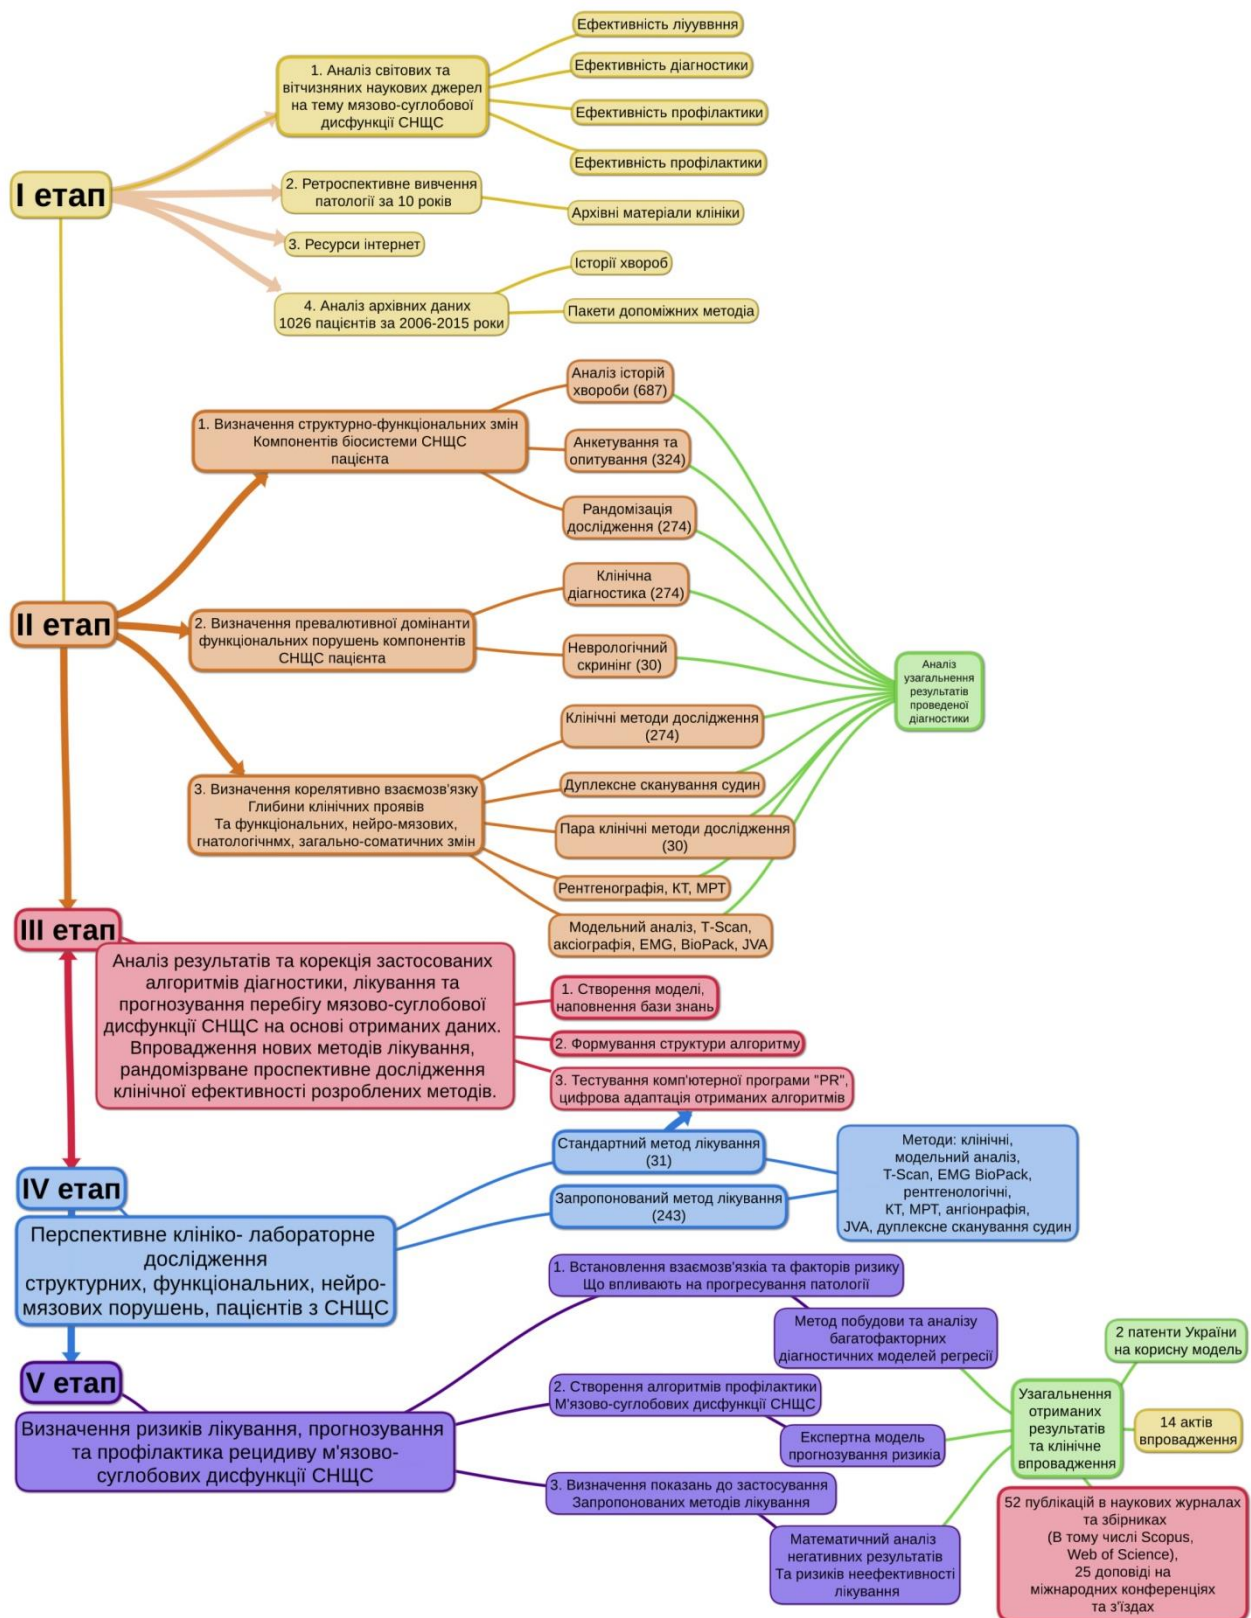 I етап
1. Аналіз світових та
вітчизняних наукових джерел
на тему мязово-суглобової
дисфункції СНЩС
Ефективність ліууввння
Ефективність діагностики
Ефективність профілактики
Ефективність профілактики
2. Ретроспективне вивчення
патології за 10 років
Архівні матеріали клініки
3. Ресурси інтернет
4. Аналіз архівних даних
1026 пацієнтів за 2006-2015 роки
Історії хвороб
Пакети допоміжних методіа
II етап
1. Визначення структурно-функціональних змін
Компонентів біосистеми СНЩС
пацієнта
Аналіз історій
хвороби (687)
Анкетування та
опитування (324)
Рандомізація
дослідження (274)
2. Визначення превалютивної домінанти
функціональних порушень компонентів
СНЩС пацієнта
Клінічна
діагностика (274)
Неврологічний
скринінг (30)
3. Визначення корелятивно взаємозв'язку
Глибини клінічних проявів
Та функціональних, нейро-мязових,
гнатологічнмх, загально-соматичних змін
Клінічні методи дослідження
(274)
Дуплексне сканування судин
Пара клінічні методи дослідження
(30)
Рентгенографія, КТ, МРТ
Модельний аналіз, T-Scan,
аксіографія, EMG, BioPack, JVA
Аналіз
узагальнення
результатів
проведеної
діагностики
III етап
Аналіз результатів та корекція застосованих
алгоритмів діагностики, лікування та
прогнозування перебігу мязово-суглобової
дисфункції СНЩС на основі отриманих даних.
Впровадження нових методів лікування,
рандомізрване проспективне дослідження
клінічної ефективності розроблених методів.
1. Створення моделі,
наповнення бази знань
2. Формування структури алгоритму
3. Тестування комп'ютерної програми "PR",
цифрова адаптація отриманих алгоритмів
IV етап
Перспективне клініко- лабораторне
дослідження
структурних, функціональних, нейро-
мязових порушень, пацієнтів з СНЩС
Стандартний метод лікування
(31)
Запропонований метод лікування
(243)
Методи: клінічні,
модельний аналіз,
T-Scan, EMG BioPack,
рентгенологічні,
КТ, МРТ, ангіонрафія,
JVA, дуплексне сканування судин
V етап
Визначення ризиків лікування, прогнозування
та профілактика рецидиву м'язово-
суглобових дисфункції СНЩС
1. Встановлення взаємозв'язкіа та факторів ризику
Що впливають на прогресування патології
Метод побудови та аналізу
багатофакторних
діагностичних моделей регресії
2. Створення алгоритмів профілактики
М'язово-суглобових дисфункції СНЩС
Експертна модель
прогнозування ризиків
3. Визначення показань до застосування
Запропонованих методів лікування
Математичний аналіз
негативних результатів
Та ризиків неефективності
лікування
Узагальнення
отриманих
результатів
та клінічне
впровадження
2 патенти України
на корисну модель
14 актів
впровадження
52 публікацій в наукових журналах
та збірниках
(В тому числі Scopus,
Web of Science),
25 доповіді на
міжнародних конференціях
та з'їздах